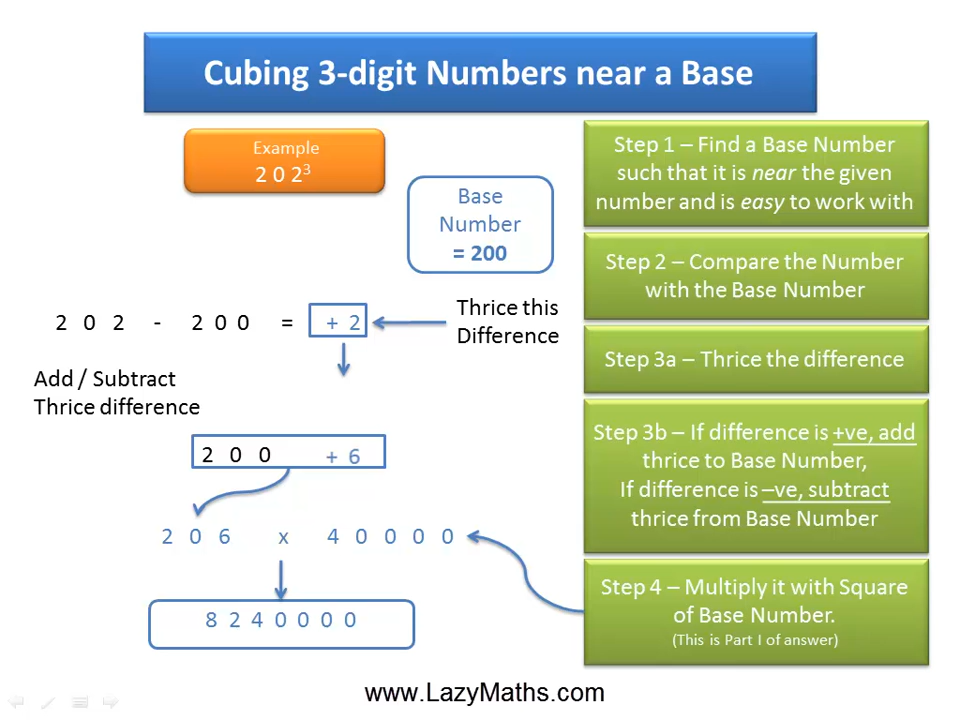 Cubing 3-digit Numbers near a Base
Example
2 0 2³
Base
Number
= 200
2 0 2 - 2 0 0 = + 2
Thrice this
Difference
Add / Subtract
Thrice difference
2 0 0 + 6
2 0 6 x 4 0 0 0 0
8 2 4 0 0 0 0
Step 1 – Find a Base Number
such that it is near the given
number and is easy to work with
Step 2 – Compare the Number
with the Base Number
Step 3a – Thrice the difference
Step 3b – If difference is +ve, add
thrice to Base Number,
If difference is –ve, subtract
thrice from Base Number
Step 4 – Multiply it with Square
of Base Number.
(This is Part I of answer)
www.LazyMaths.com